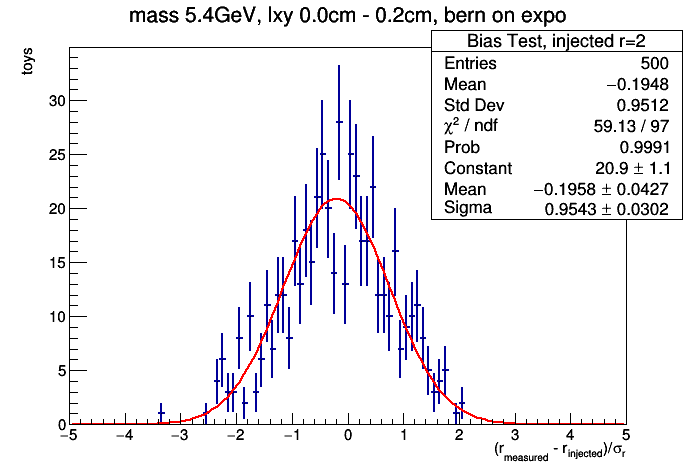 mass 5.4GeV, lxy 0.0cm - 0.2cm, bern on expo
Bias Test, injected r=2
Entries 500
Mean −0.1948
Std Dev 0.9512
χ² / ndf 59.13 / 97
Prob 0.9991
Constant 20.9 ± 1.1
Mean −0.1958 ± 0.0427
Sigma 0.9543 ± 0.0302
toys
30
25
20
15
10
5
0
−5 −4 −3 −2 −1 0 1 2 3 4 5
(r_measured - r_injected)/σ_r